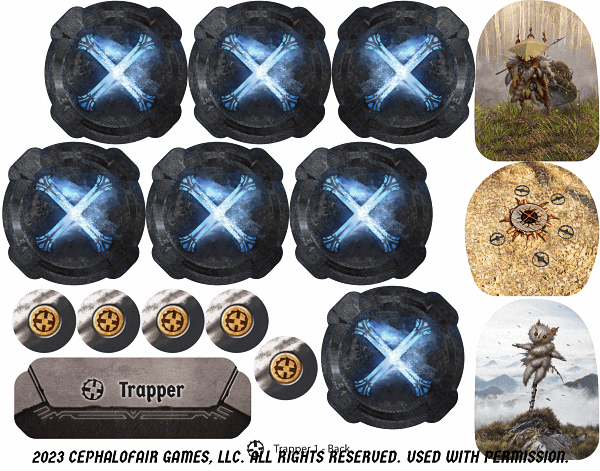 Trapper
Trapper 1 - Back
2023 CEPHALOFAIR GAMES, LLC. ALL RIGHTS RESERVED. USED WITH PERMISSION.